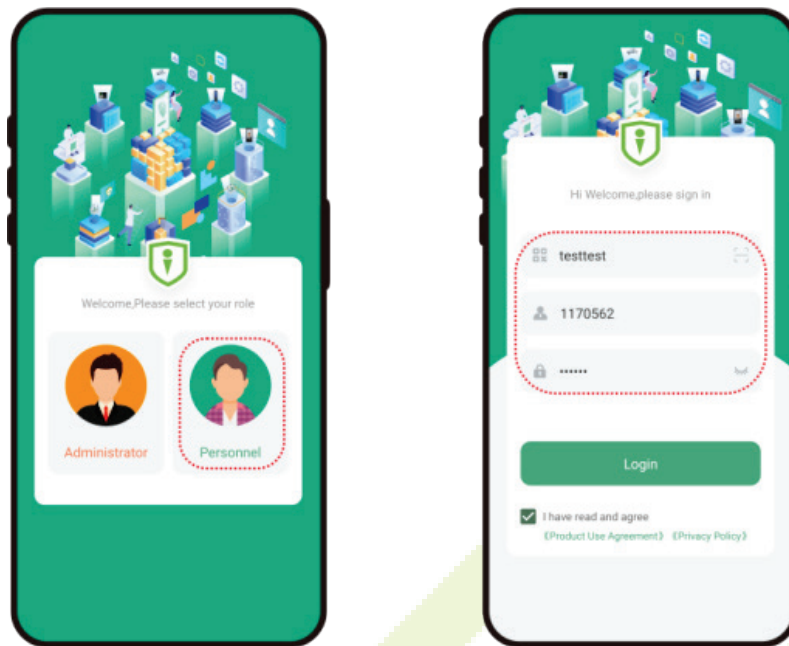 Welcome,Please select your role
Administrator
Personnel
Hi Welcome,please sign in
testtest
1170562
••••••
Login
I have read and agree
《Product Use Agreement》 《Privacy Policy》